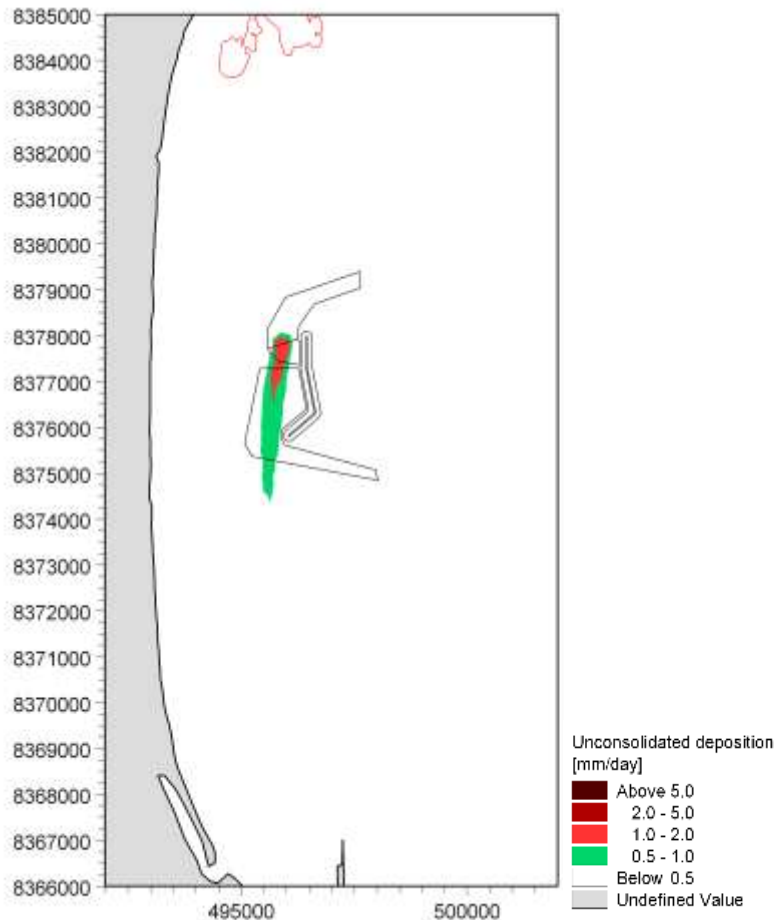 8385000
8384000
8383000
8382000
8381000
8380000
8379000
8378000
8377000
8376000
8375000
8374000
8373000
8372000
8371000
8370000
8369000
8368000
8367000
8366000
495000 500000
Unconsolidated deposition
[mm/day]
Above 5.0
2.0 - 5.0
1.0 - 2.0
0.5 - 1.0
Below 0.5
Undefined Value